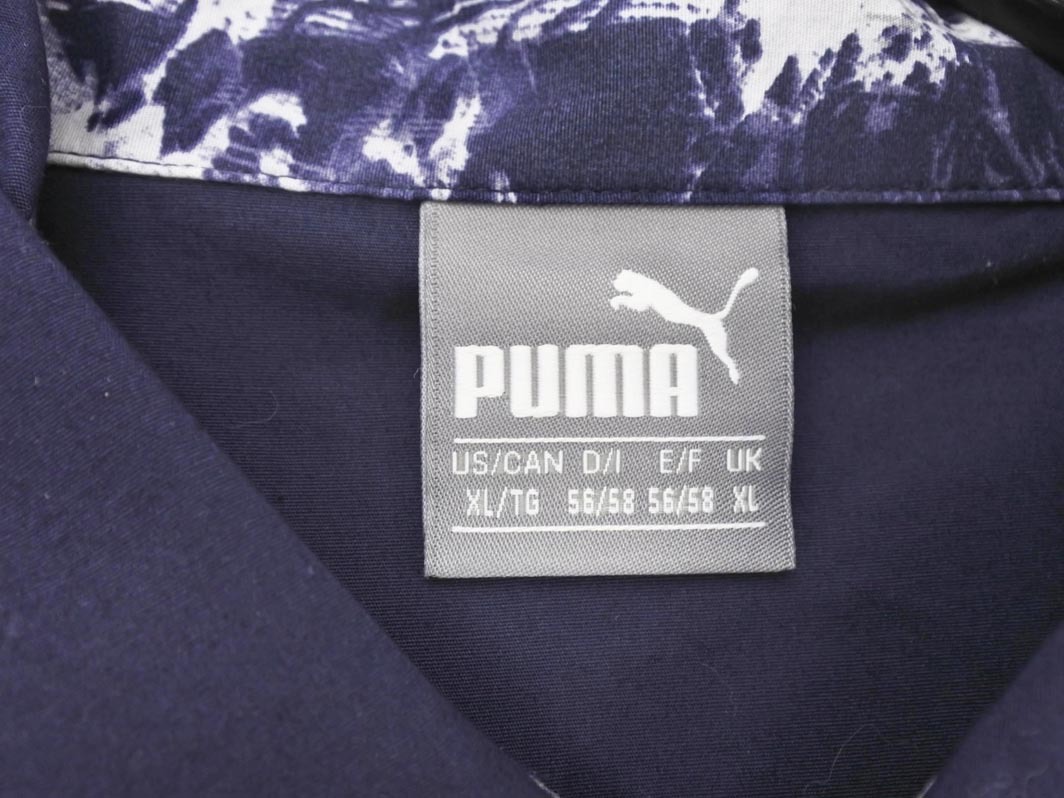 PUMA
US/CAN D/I E/F UK
XL/TG 56/58 56/58 XL